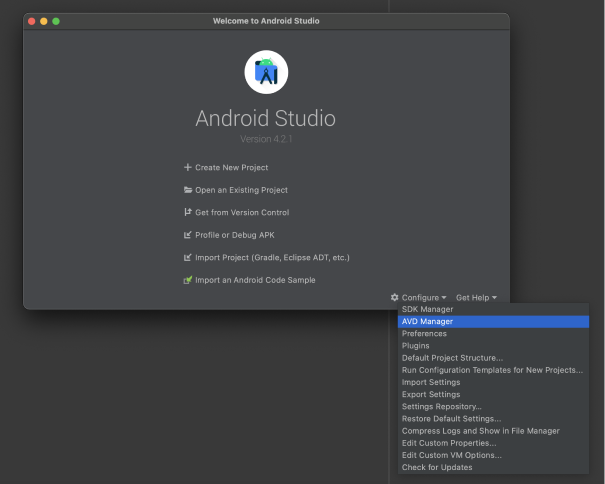 Welcome to Android Studio
Android Studio
Version 4.2.1
Create New Project
Open an Existing Project
Get from Version Control
Profile or Debug APK
Import Project (Gradle, Eclipse ADT, etc.)
Import an Android Code Sample
Configure Get Help
SDK Manager
AVD Manager
Preferences
Plugins
Default Project Structure...
Run Configuration Templates for New Projects...
Import Settings
Export Settings
Settings Repository...
Restore Default Settings...
Compress Logs and Show in File Manager
Edit Custom Properties...
Edit Custom VM Options...
Check for Updates